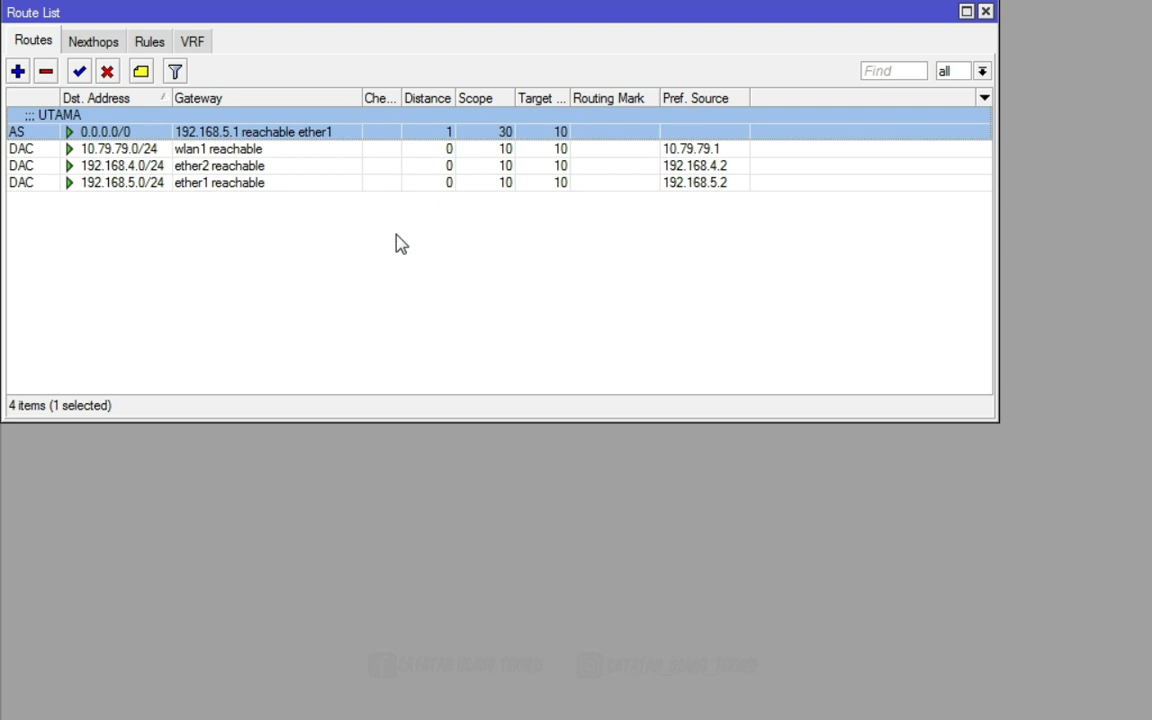 Route List
Routes Nexthops Rules VRF
Find all
Dst. Address Gateway Che... Distance Scope Target ... Routing Mark Pref. Source
;;; UTAMA
AS 0.0.0.0/0 192.168.5.1 reachable ether1 1 30 10
DAC 10.79.79.0/24 wlan1 reachable 0 10 10 10.79.79.1
DAC 192.168.4.0/24 ether2 reachable 0 10 10 192.168.4.2
DAC 192.168.5.0/24 ether1 reachable 0 10 10 192.168.5.2
4 items (1 selected)